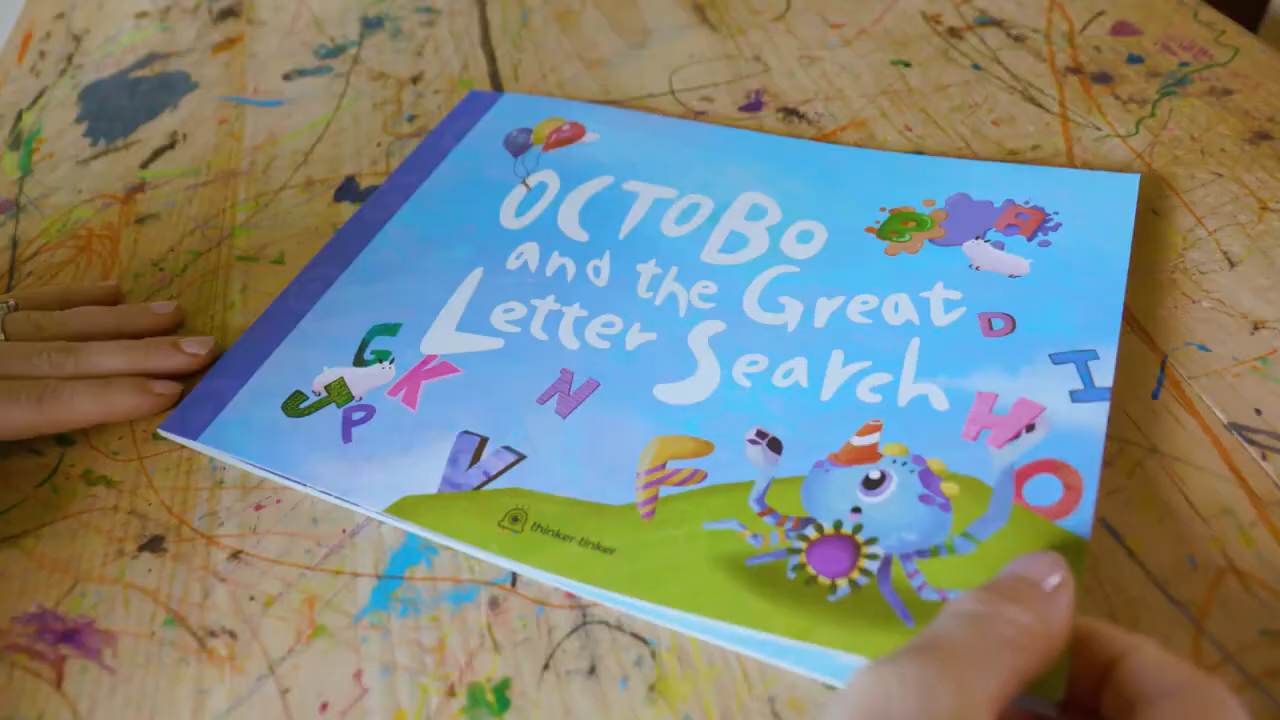 OCTOBO
and the Great
Letter Search
D
I
G
K
J
P
N
H
V
F
O
thinker-tinker